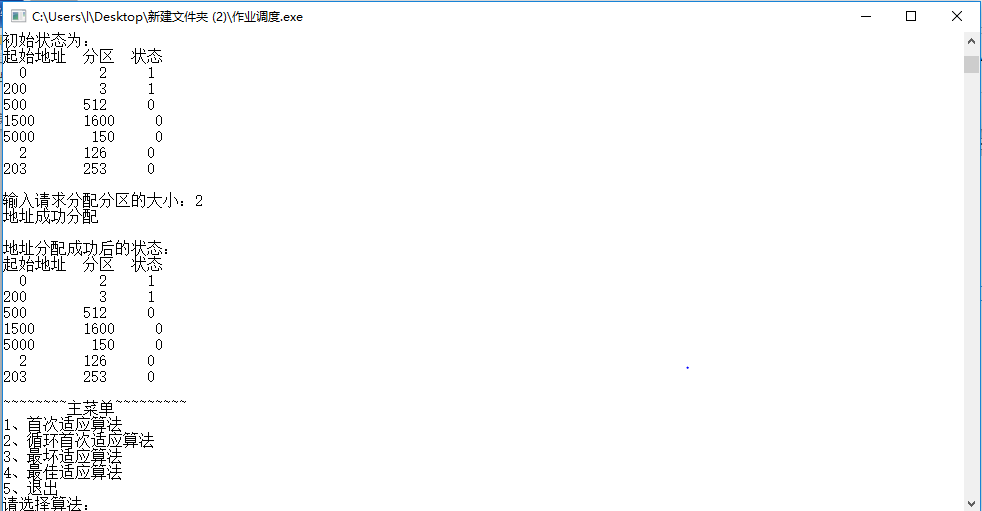 C:\Users\l\Desktop\新建文件夹 (2)\作业调度.exe
初始状态为:
起始地址 分区 状态
0 2 1
200 3 1
500 512 0
1500 1600 0
5000 150 0
2 126 0
203 253 0
输入请求分配分区的大小: 2
地址成功分配
地址分配成功后的状态:
起始地址 分区 状态
0 2 1
200 3 1
500 512 0
1500 1600 0
5000 150 0
2 126 0
203 253 0
~~~~~~~~主菜单~~~~~~~~~
1、首次适应算法
2、循环首次适应算法
3、最坏适应算法
4、最佳适应算法
5、退出
请选择算法: